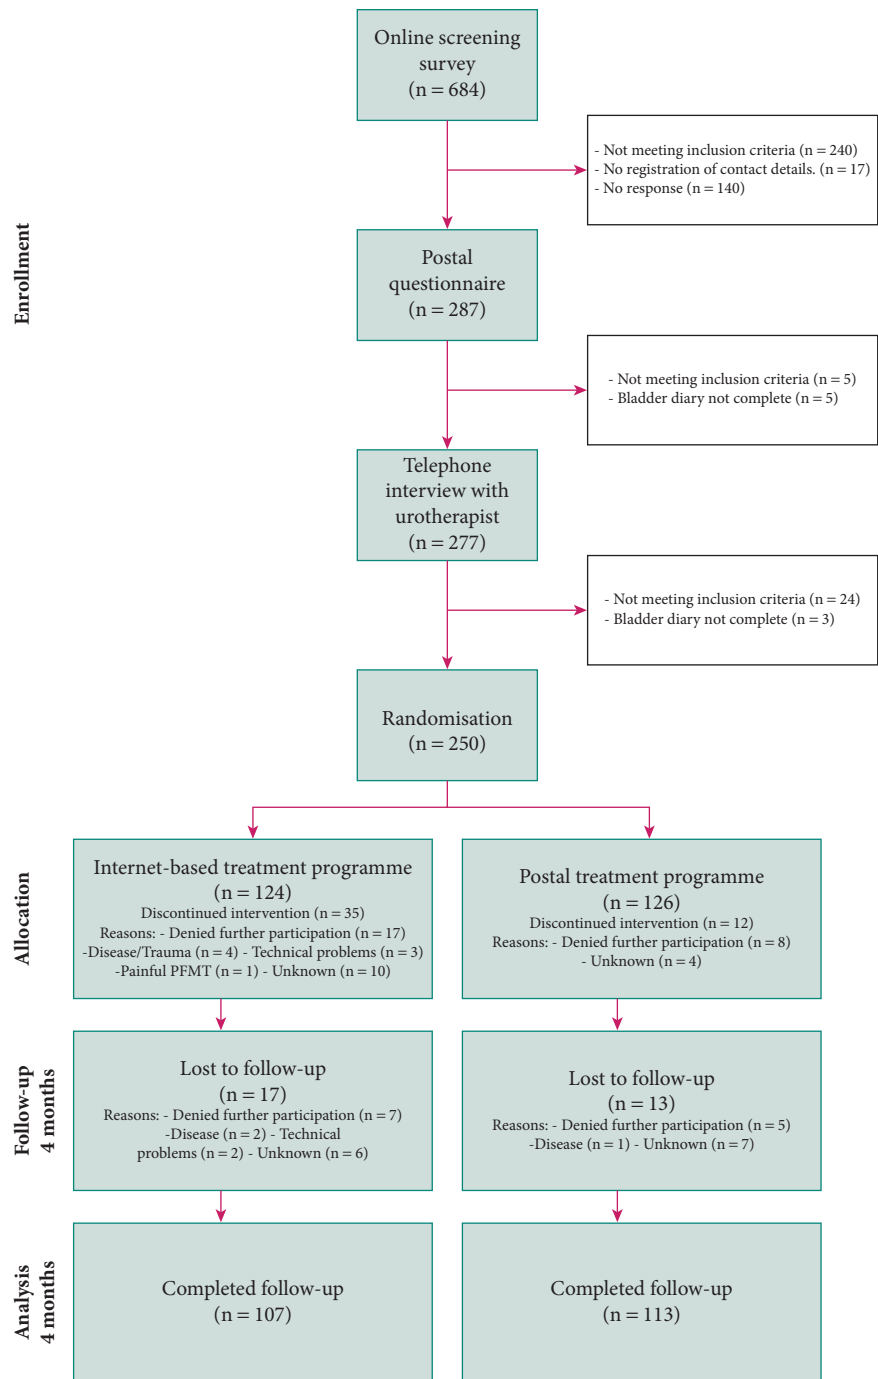 Online screening
survey
(n = 684)
- Not meeting inclusion criteria (n = 240)
- No registration of contact details. (n = 17)
- No response (n = 140)
Enrollment
Postal
questionnaire
(n = 287)
- Not meeting inclusion criteria (n = 5)
- Bladder diary not complete (n = 5)
Telephone
interview with
urotherapist
(n = 277)
- Not meeting inclusion criteria (n = 24)
- Bladder diary not complete (n = 3)
Randomisation
(n = 250)
Allocation
Internet-based treatment programme
(n = 124)
Discontinued intervention (n = 35)
Reasons: - Denied further participation (n = 17)
-Disease/Trauma (n = 4) - Technical problems (n = 3)
-Painful PFMT (n = 1) - Unknown (n = 10)
Postal treatment programme
(n = 126)
Discontinued intervention (n = 12)
Reasons: - Denied further participation (n = 8)
- Unknown (n = 4)
Follow-up
4 months
Lost to follow-up
(n = 17)
Reasons: - Denied further participation (n = 7)
-Disease (n = 2) - Technical
problems (n = 2) - Unknown (n = 6)
Lost to follow-up
(n = 13)
Reasons: - Denied further participation (n = 5)
-Disease (n = 1) - Unknown (n = 7)
Analysis
4 months
Completed follow-up
(n = 107)
Completed follow-up
(n = 113)